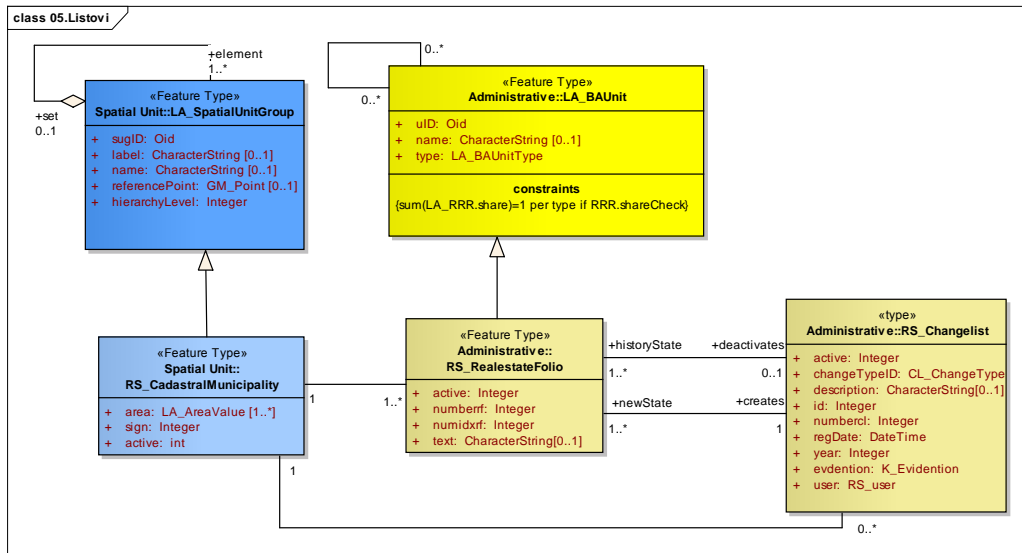 class 05.Listovi
+element
1..*
+set
0..1
«Feature Type»
Spatial Unit::LA_SpatialUnitGroup
+ sugID: Oid
+ label: CharacterString [0..1]
+ name: CharacterString [0..1]
+ referencePoint: GM_Point [0..1]
+ hierarchyLevel: Integer
0..*
0..*
«Feature Type»
Administrative::LA_BAUnit
+ uID: Oid
+ name: CharacterString [0..1]
+ type: LA_BAUnitType
constraints
{sum(LA_RRR.share)=1 per type if RRR.shareCheck}
«Feature Type»
Spatial Unit::
RS_CadastralMunicipality
+ area: LA_AreaValue [1..*]
+ sign: Integer
+ active: int
1
1..*
«Feature Type»
Administrative::
RS_RealestateFolio
+ active: Integer
+ numberrf: Integer
+ numidxrf: Integer
+ text: CharacterString[0..1]
+historyState
+deactivates
1..*
0..1
+newState
+creates
1..*
1
«type»
Administrative::RS_Changelist
+ active: Integer
+ changeTypeID: CL_ChangeType
+ description: CharacterString[0..1]
+ id: Integer
+ numbercl: Integer
+ regDate: DateTime
+ year: Integer
+ evdention: K_Evidention
+ user: RS_user
1
0..*